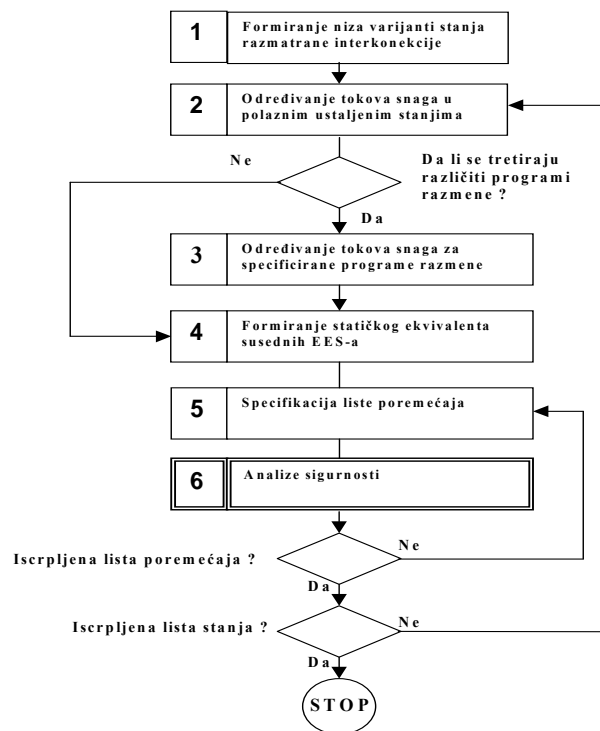 1
Formiranje niza varijanti stanja
razmatrane interkonekcije
2
Određivanje tokova snaga u
polaznim ustaljenim stanjima
Ne
Da li se tretiraju
različiti programi
razmene ?
Da
3
Određivanje tokova snaga za
specificirane programe razmene
4
Formiranje statičkog ekvivalenta
susednih EES-a
5
Specifikacija liste poremećaja
6
Analize sigurnosti
Iscrpljena lista poremećaja ?
Ne
Da
Iscrpljena lista stanja ?
Ne
Da
STOP